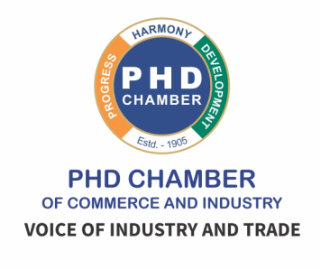 HARMONY
PROGRESS
DEVELOPMENT
PHD
CHAMBER
Estd. - 1905
PHD CHAMBER
OF COMMERCE AND INDUSTRY
VOICE OF INDUSTRY AND TRADE